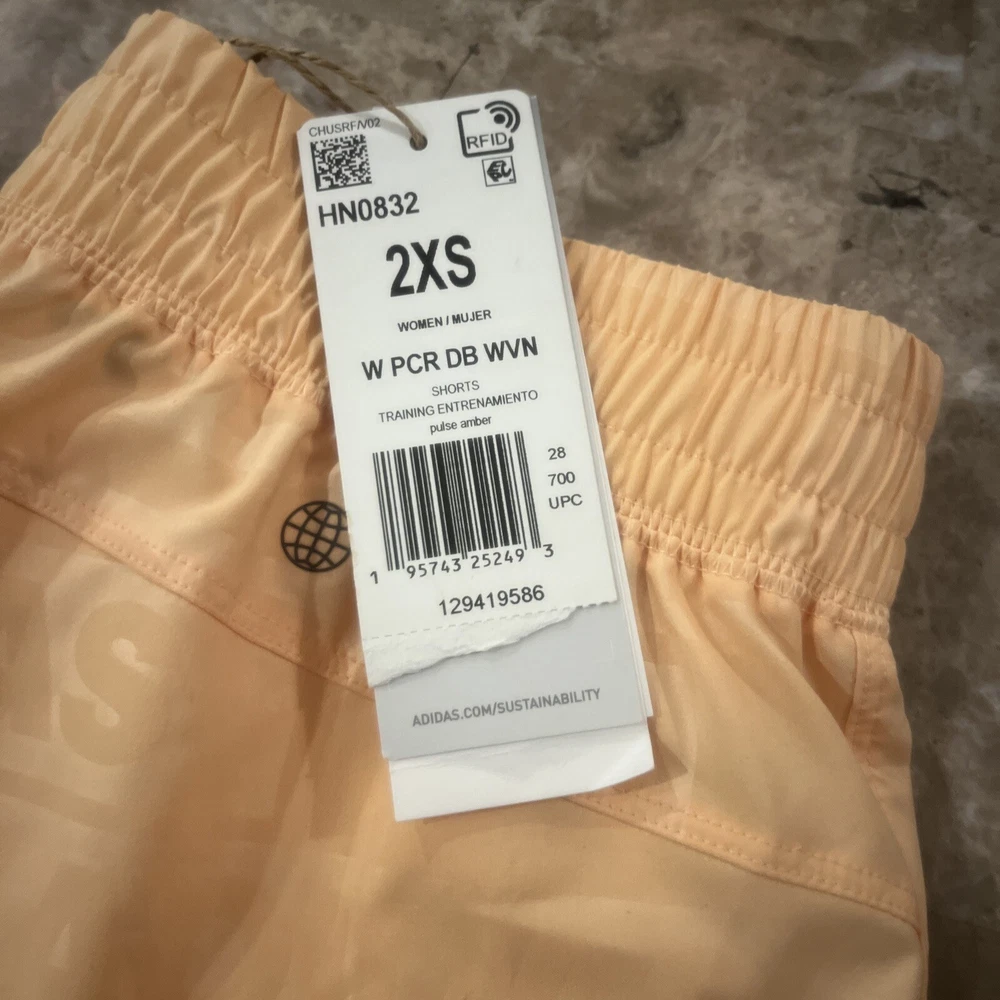 CHUSRF/V02
RFID
HN0832
2XS
WOMEN / MUJER
W PCR DB WVN
SHORTS
TRAINING ENTRENAMIENTO
pulse amber
28
700
UPC
1 95743 25249 3
129419586
ADIDAS.COM/SUSTAINABILITY